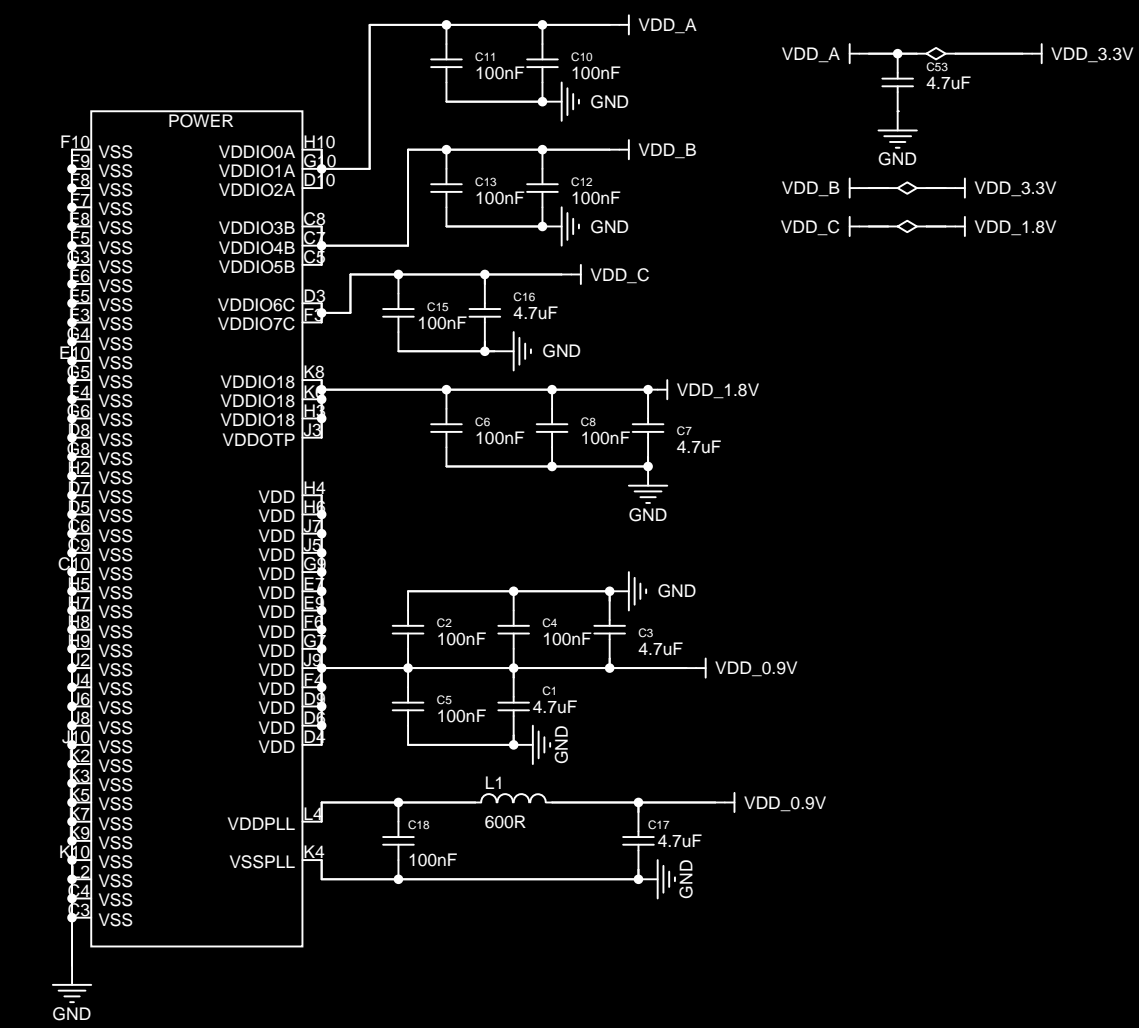 POWER
F10 VSS
F9 VSS
VSS
F7 VSS
VSS
VSS
G3 VSS
E6 VSS
VSS
VSS
G4 VSS
E10 VSS
G5 VSS
VSS
G6 VSS
D8 VSS
G8 VSS
H2 VSS
D7 VSS
D5 VSS
C6 VSS
C9 VSS
C10 VSS
H5 VSS
H7 VSS
H8 VSS
H9 VSS
J2 VSS
J4 VSS
J6 VSS
J8 VSS
J10 VSS
K2 VSS
K3 VSS
K5 VSS
K7 VSS
K9 VSS
K10 VSS
VSS
C4 VSS
C3 VSS
GND
VDDIO0A H10
VDDIO1A G10
VDDIO2A D10
VDDIO3B C8
VDDIO4B C7
VDDIO5B C5
VDDIO6C D3
VDDIO7C F3
VDDIO18 K8
VDDIO18 K6
VDDIO18 H3
VDDOTP J3
VDD H4
VDD H6
VDD J7
VDD J5
VDD G9
VDD E7
VDD E9
VDD F6
VDD G7
VDD J9
VDD
VDD D9
VDD D6
VDD D4
VDDPLL L4
VSSPLL K4
VDD_A
C11
100nF
C10
100nF
GND
VDD_B
C13
100nF
C12
100nF
GND
VDD_C
C15
100nF
C16
4.7uF
GND
VDD_1.8V
C6
100nF
C8
100nF
C7
4.7uF
GND
GND
C2
100nF
C4
100nF
C3
4.7uF
VDD_0.9V
C5
100nF
C1
4.7uF
GND
L1
600R
VDD_0.9V
C18
100nF
C17
4.7uF
GND
VDD_A
VDD_3.3V
C53
4.7uF
GND
VDD_B
VDD_3.3V
VDD_C
VDD_1.8V